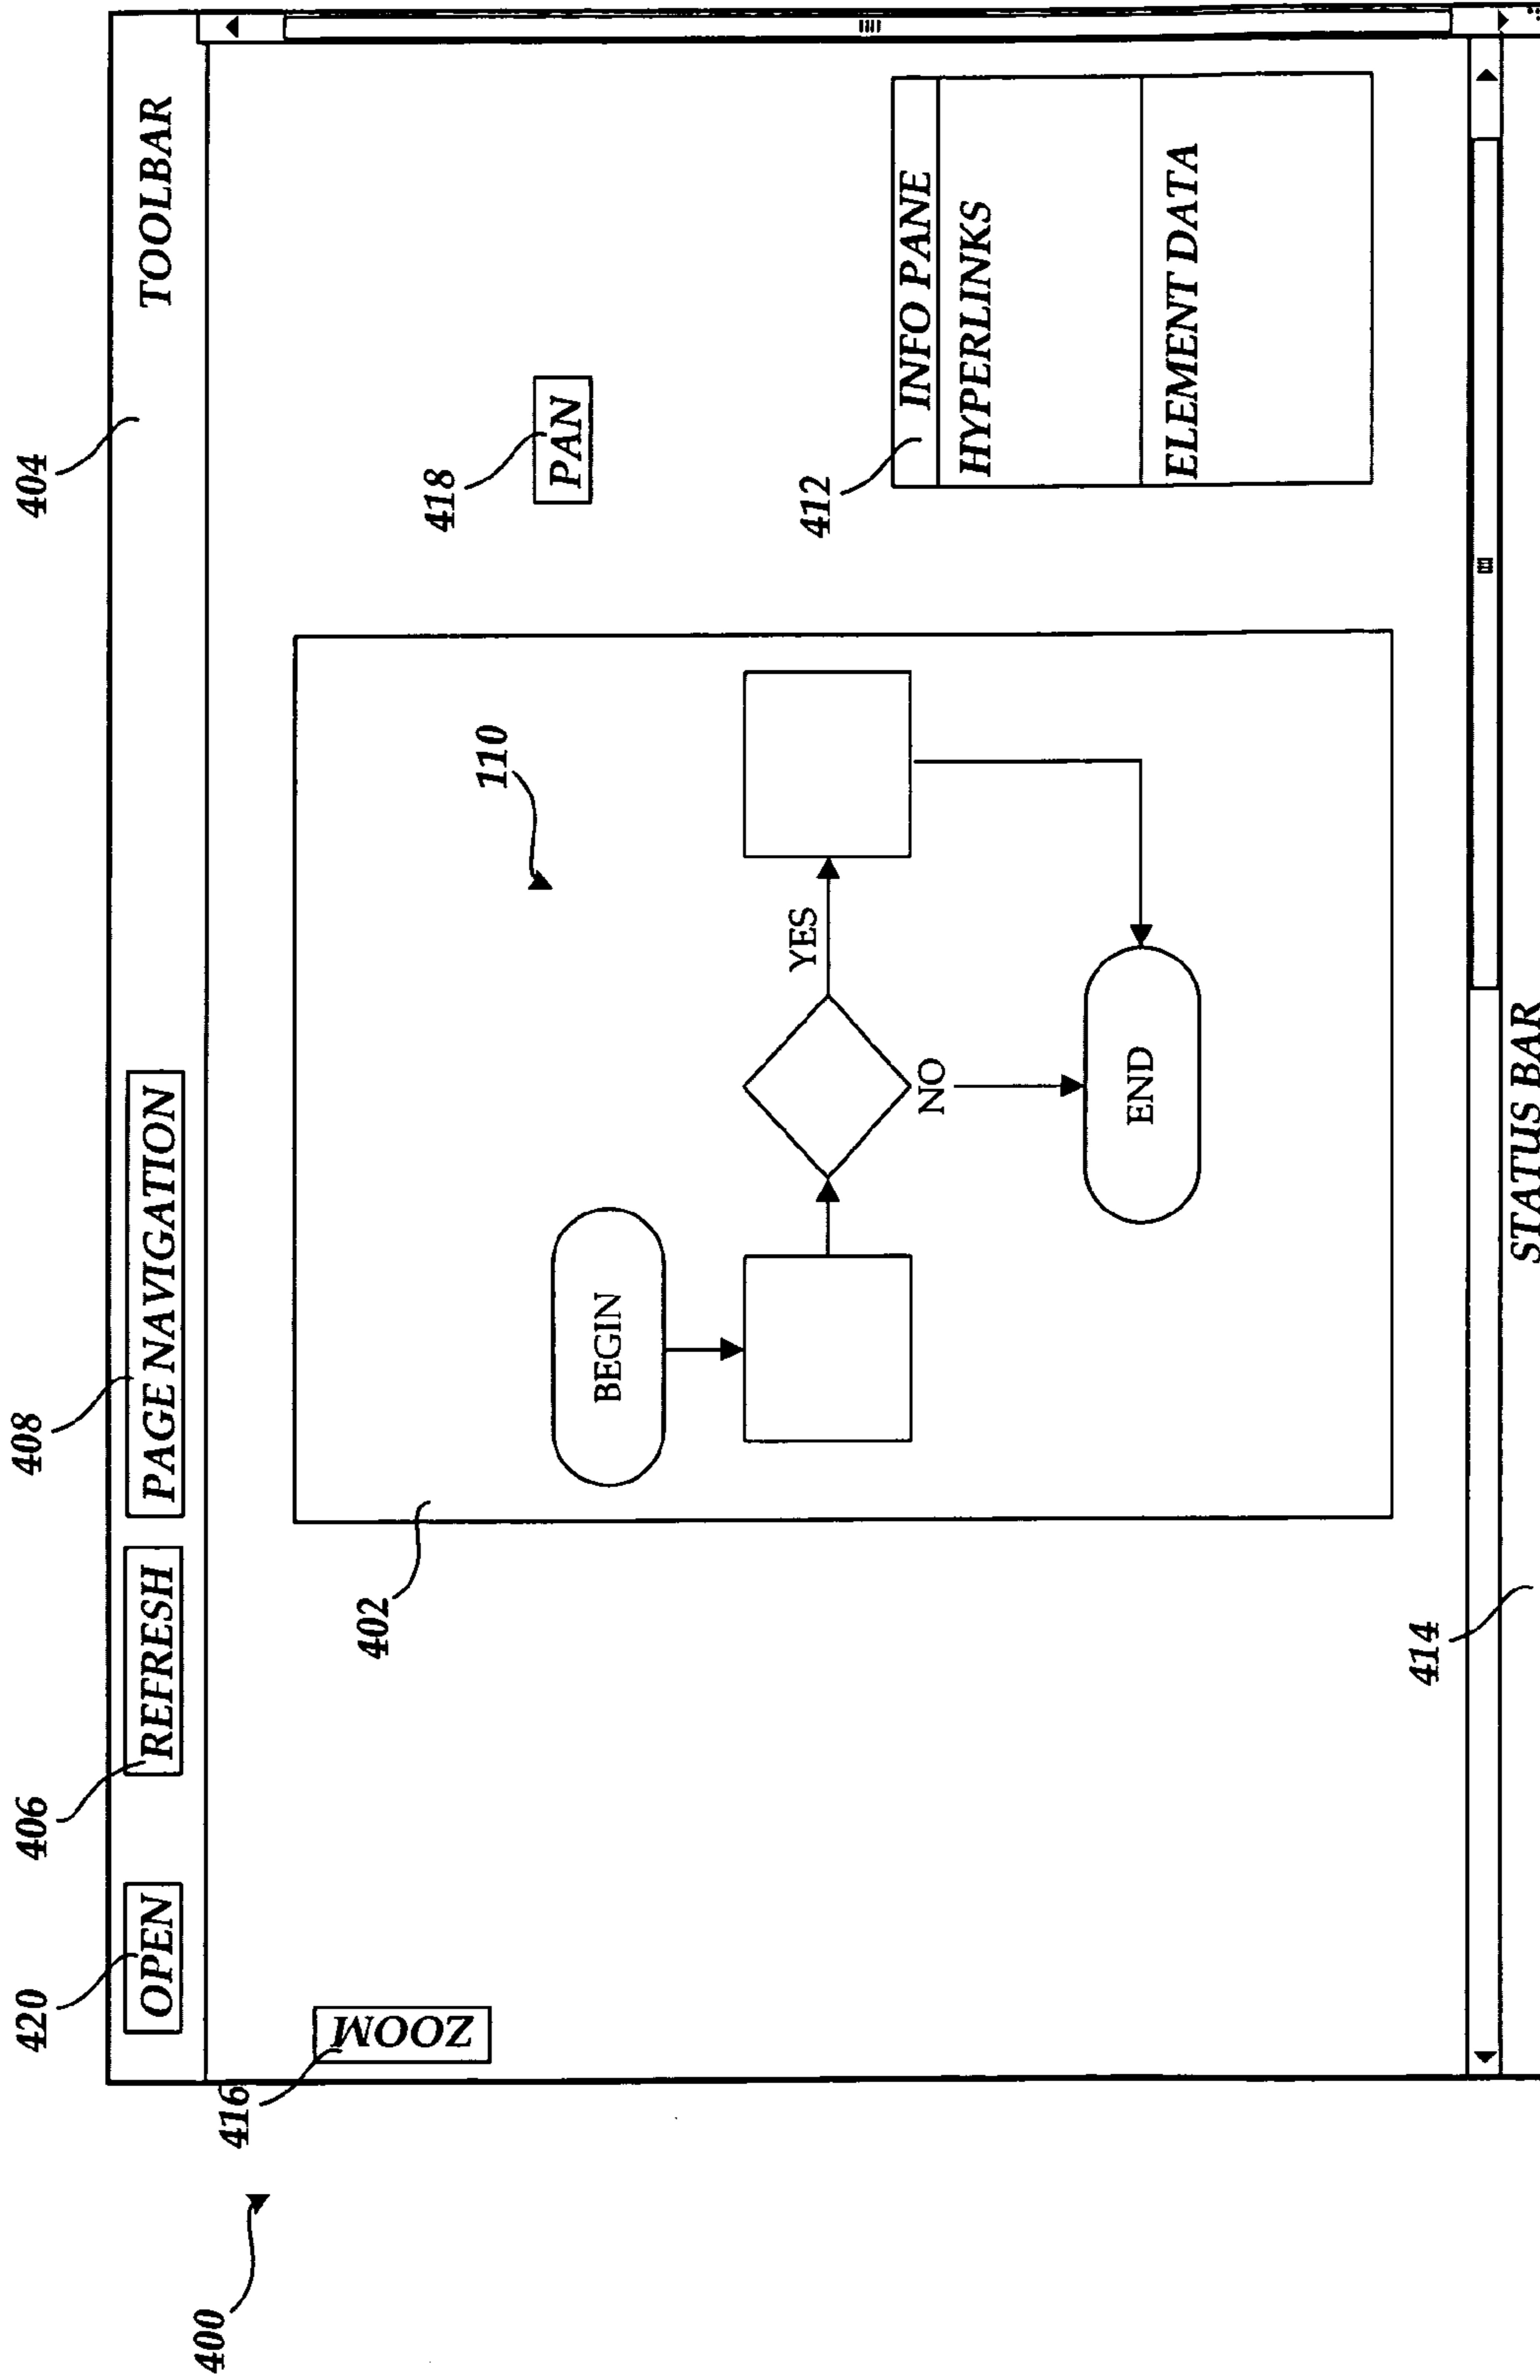 400
420
406
408
404
OPEN
REFRESH
PAGE NAVIGATION
TOOLBAR
416
ZOOM
402
110
418
PAN
BEGIN
YES
NO
END
412
INFO PANE
HYPERLINKS
ELEMENT DATA
414
STATUS BAR